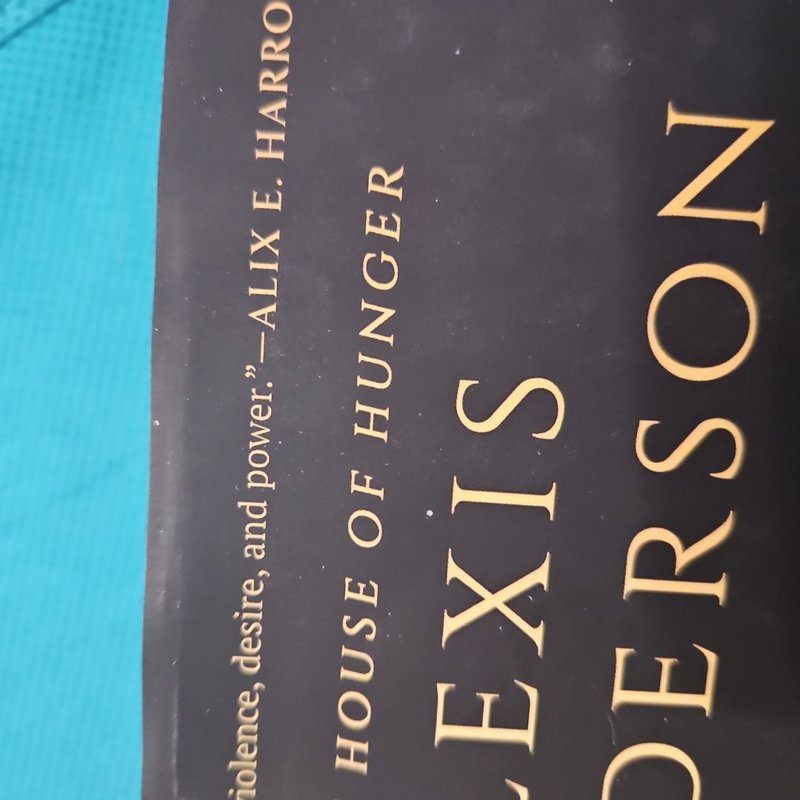 violence, desire, and power.”—ALIX E. HARRO
HOUSE OF HUNGER
LEXIS
DERSON